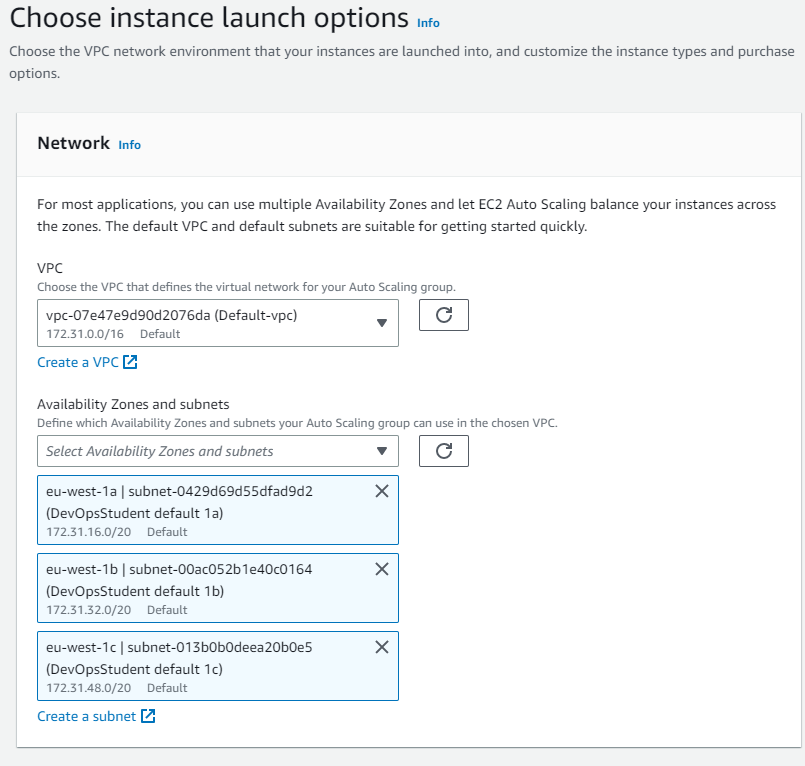 Choose instance launch options Info
Choose the VPC network environment that your instances are launched into, and customize the instance types and purchase
options.
Network Info
For most applications, you can use multiple Availability Zones and let EC2 Auto Scaling balance your instances across
the zones. The default VPC and default subnets are suitable for getting started quickly.
VPC
Choose the VPC that defines the virtual network for your Auto Scaling group.
vpc-07e47e9d90d2076da (Default-vpc)
172.31.0.0/16 Default
Create a VPC
Availability Zones and subnets
Define which Availability Zones and subnets your Auto Scaling group can use in the chosen VPC.
Select Availability Zones and subnets
eu-west-1a | subnet-0429d69d55dfad9d2
(DevOpsStudent default 1a)
172.31.16.0/20 Default
eu-west-1b | subnet-00ac052b1e40c0164
(DevOpsStudent default 1b)
172.31.32.0/20 Default
eu-west-1c | subnet-013b0b0deea20b0e5
(DevOpsStudent default 1c)
172.31.48.0/20 Default
Create a subnet